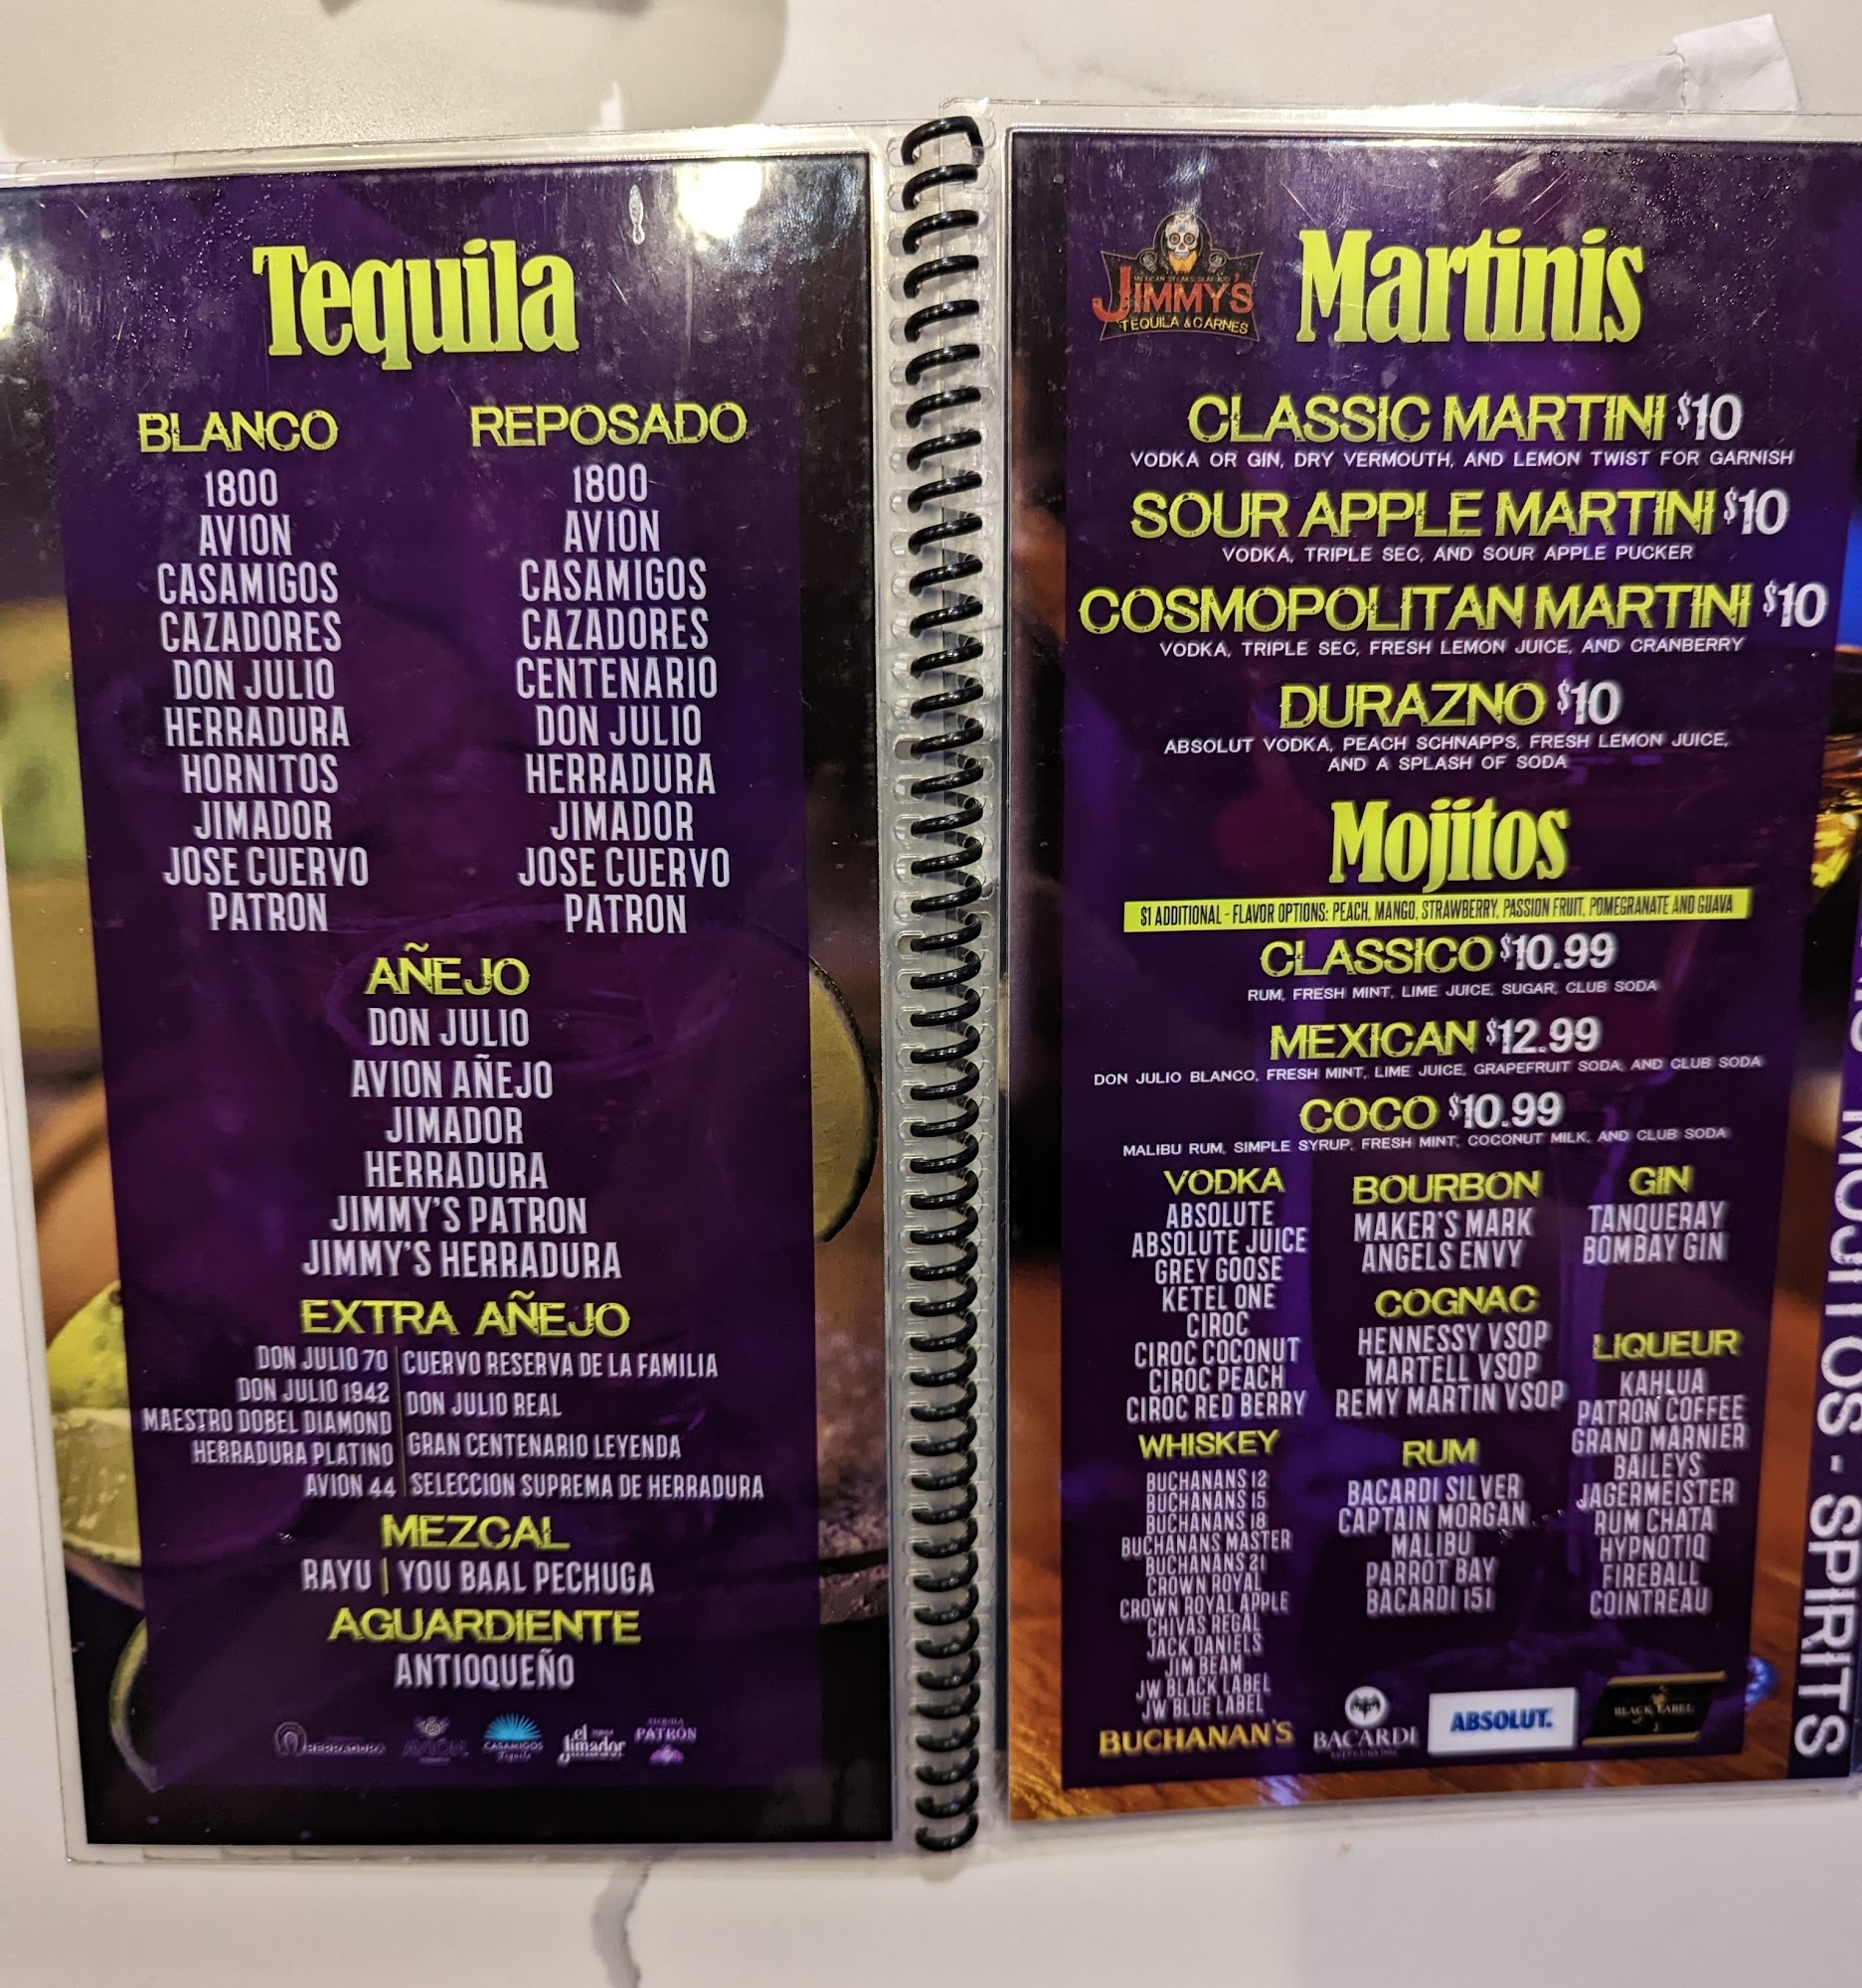 Tequila
BLANCO
1800
AVION
CASAMIGOS
CAZADORES
DON JULIO
HERRADURA
HORNITOS
JIMADOR
JOSE CUERVO
PATRON
REPOSADO
1800
AVION
CASAMIGOS
CAZADORES
CENTENARIO
DON JULIO
HERRADURA
JIMADOR
JOSE CUERVO
PATRON
AÑEJO
DON JULIO
AVION AÑEJO
JIMADOR
HERRADURA
JIMMY'S PATRON
JIMMY'S HERRADURA
EXTRA AÑEJO
DON JULIO 70
DON JULIO 1942
MAESTRO DOBEL DIAMOND
HERRADURA PLATINO
AVION 44
CUERVO RESERVA DE LA FAMILIA
DON JULIO REAL
GRAN CENTENARIO LEYENDA
SELECCION SUPREMA DE HERRADURA
MEZCAL
RAYU | YOU BAAL PECHUGA
AGUARDIENTE
ANTIOQUEÑO
HERRADURA
AVION
CASAMIGOS
Tequila
el Jimador
TEQUILA
PATRÓN
JIMMY'S
TEQUILA & CARNES
Martinis
CLASSIC MARTINI $10
VODKA OR GIN, DRY VERMOUTH, AND LEMON TWIST FOR GARNISH
SOUR APPLE MARTINI $10
VODKA, TRIPLE SEC, AND SOUR APPLE PUCKER
COSMOPOLITAN MARTINI $10
VODKA, TRIPLE SEC, FRESH LEMON JUICE, AND CRANBERRY
DURAZNO $10
ABSOLUT VODKA, PEACH SCHNAPPS, FRESH LEMON JUICE,
AND A SPLASH OF SODA
Mojitos
$1 ADDITIONAL - FLAVOR OPTIONS: PEACH, MANGO, STRAWBERRY, PASSION FRUIT, POMEGRANATE AND GUAVA
CLASSICO $10.99
RUM, FRESH MINT, LIME JUICE, SUGAR, CLUB SODA
MEXICAN $12.99
DON JULIO BLANCO, FRESH MINT, LIME JUICE, GRAPEFRUIT SODA, AND CLUB SODA
COCO $10.99
MALIBU RUM, SIMPLE SYRUP, FRESH MINT, COCONUT MILK, AND CLUB SODA
VODKA
ABSOLUTE
ABSOLUTE JUICE
GREY GOOSE
KETEL ONE
CIROC
CIROC COCONUT
CIROC PEACH
CIROC RED BERRY
WHISKEY
BUCHANANS 12
BUCHANANS 15
BUCHANANS 18
BUCHANANS MASTER
BUCHANANS 21
CROWN ROYAL
CROWN ROYAL APPLE
CHIVAS REGAL
JACK DANIELS
JIM BEAM
JW BLACK LABEL
JW BLUE LABEL
BOURBON
MAKER'S MARK
ANGELS ENVY
COGNAC
HENNESSY VSOP
MARTELL VSOP
REMY MARTIN VSOP
RUM
BACARDI SILVER
CAPTAIN MORGAN
MALIBU
PARROT BAY
BACARDI 151
GIN
TANQUERAY
BOMBAY GIN
LIQUEUR
KAHLUA
PATRON COFFEE
GRAND MARNIER
BAILEYS
JAGERMEISTER
RUM CHATA
HYPNOTIQ
FIREBALL
COINTREAU
BUCHANAN'S
BACARDI
ABSOLUT.
BLACK LABEL
MOJITOS - SPIRITS